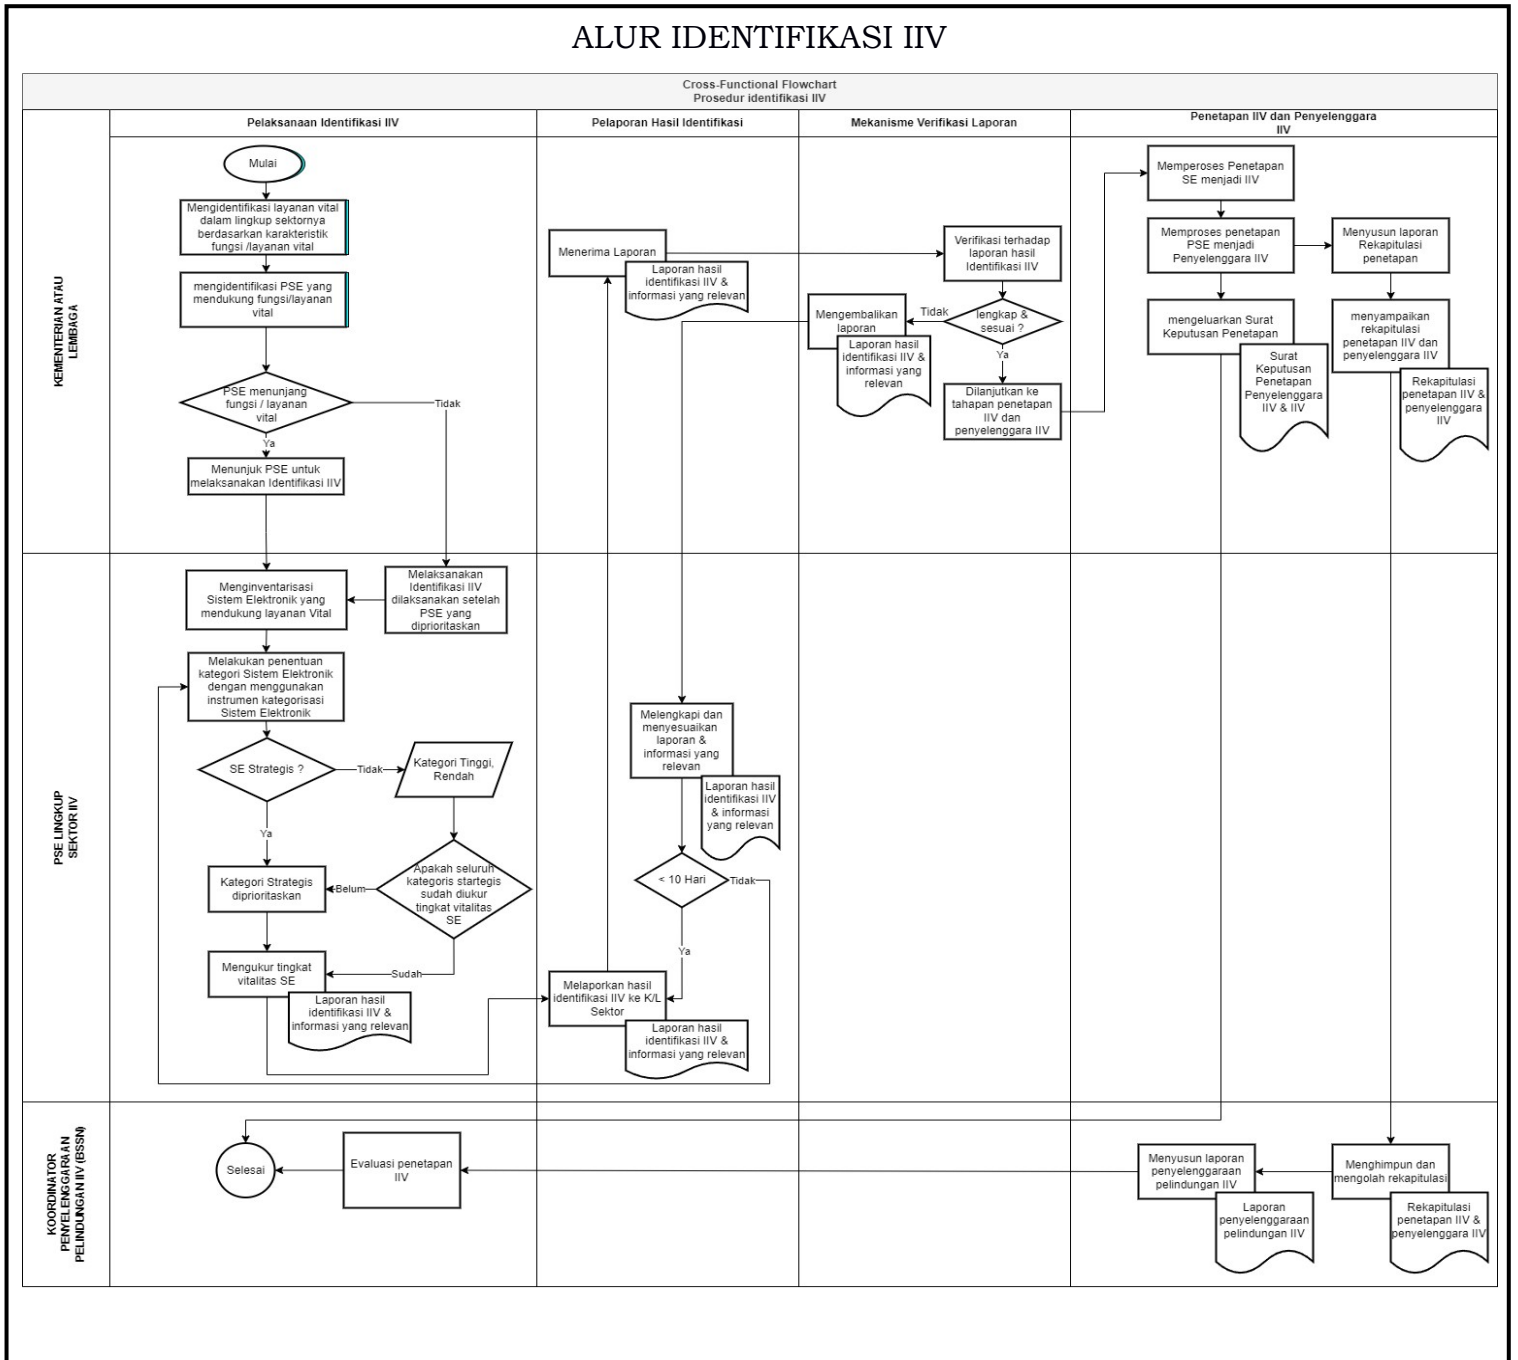 ALUR IDENTIFIKASI IIV
Cross-Functional Flowchart
Prosedur identifikasi IIV
Pelaksanaan Identifikasi IIV
Pelaporan Hasil Identifikasi
Mekanisme Verifikasi Laporan
Penetapan IIV dan Penyelenggara
IIV
KEMENTERIAN ATAU
LEMBAGA
Mulai
Mengidentifikasi layanan vital
dalam lingkup sektornya
berdasarkan karakteristik
fungsi /layanan vital
mengidentifikasi PSE yang
mendukung fungsi/layanan
vital
PSE menunjang
fungsi / layanan
vital
Tidak
Ya
Menunjuk PSE untuk
melaksanakan Identifikasi IIV
Menerima Laporan
Laporan hasil
identifikasi IIV &
informasi yang relevan
Verifikasi terhadap
laporan hasil
Identifikasi IIV
lengkap &
sesuai ?
Tidak
Mengembalikan
laporan
Laporan hasil
identifikasi IIV &
informasi yang
relevan
Ya
Dilanjutkan ke
tahapan penetapan
IIV dan
penyelenggara IIV
Memperoses Penetapan
SE menjadi IIV
Memproses penetapan
PSE menjadi
Penyelenggara IIV
Menyusun laporan
Rekapitulasi
penetapan
mengeluarkan Surat
Keputusan Penetapan
Surat
Keputusan
Penetapan
Penyelenggara
IIV & IIV
menyampaikan
rekapitulasi
penetapan IIV dan
penyelenggara IIV
Rekapitulasi
penetapan IIV &
penyelenggara
IIV
PSE LINGKUP
SEKTOR IIV
Menginventarisasi
Sistem Elektronik yang
mendukung layanan Vital
Melaksanakan
Identifikasi IIV
dilaksanakan setelah
PSE yang
diprioritaskan
Melakukan penentuan
kategori Sistem Elektronik
dengan menggunakan
instrumen kategorisasi
Sistem Elektronik
SE Strategis ?
Tidak
Kategori Tinggi,
Rendah
Ya
Kategori Strategis
diprioritaskan
Belum
Apakah seluruh
kategoris startegis
sudah diukur
tingkat vitalitas
SE
Mengukur tingkat
vitalitas SE
Sudah
Laporan hasil
identifikasi IIV &
informasi yang relevan
Melengkapi dan
menyesuaikan
laporan &
informasi yang
relevan
Laporan hasil
identifikasi IIV
& informasi
yang relevan
< 10 Hari
Tidak
Ya
Melaporkan hasil
identifikasi IIV ke K/L
Sektor
Laporan hasil
identifikasi IIV &
informasi yang relevan
KOORDINATOR
PENYELENGGARAAN
PELINDUNGAN IIV (BSSN)
Selesai
Evaluasi penetapan
IIV
Menyusun laporan
penyelenggaraan
pelindungan IIV
Laporan
penyelenggaraan
pelindungan IIV
Menghimpun dan
mengolah rekapitulasi
Rekapitulasi
penetapan IIV &
penyelenggara IIV